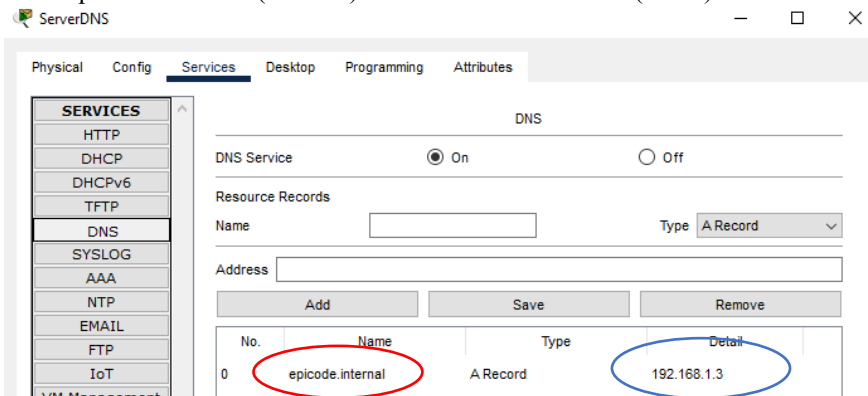 ServerDNS
Physical Config Services Desktop Programming Attributes
SERVICES
HTTP
DHCP
DHCPv6
TFTP
DNS
SYSLOG
AAA
NTP
EMAIL
FTP
IoT
VM Management
DNS
DNS Service On Off
Resource Records
Name Type A Record
Address
Add Save Remove
No. Name Type Detail
0 epicode.internal A Record 192.168.1.3